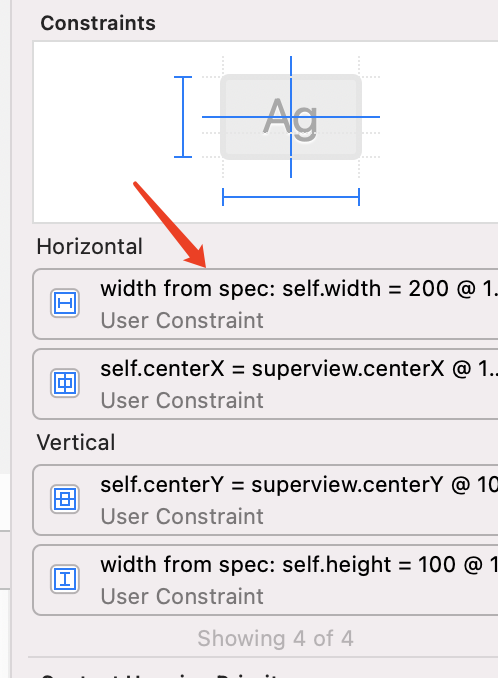 Constraints
Ag
Horizontal
width from spec: self.width = 200 @ 1..
User Constraint
self.centerX = superview.centerX @ 1..
User Constraint
Vertical
self.centerY = superview.centerY @ 10
User Constraint
width from spec: self.height = 100 @ 1
User Constraint
Showing 4 of 4